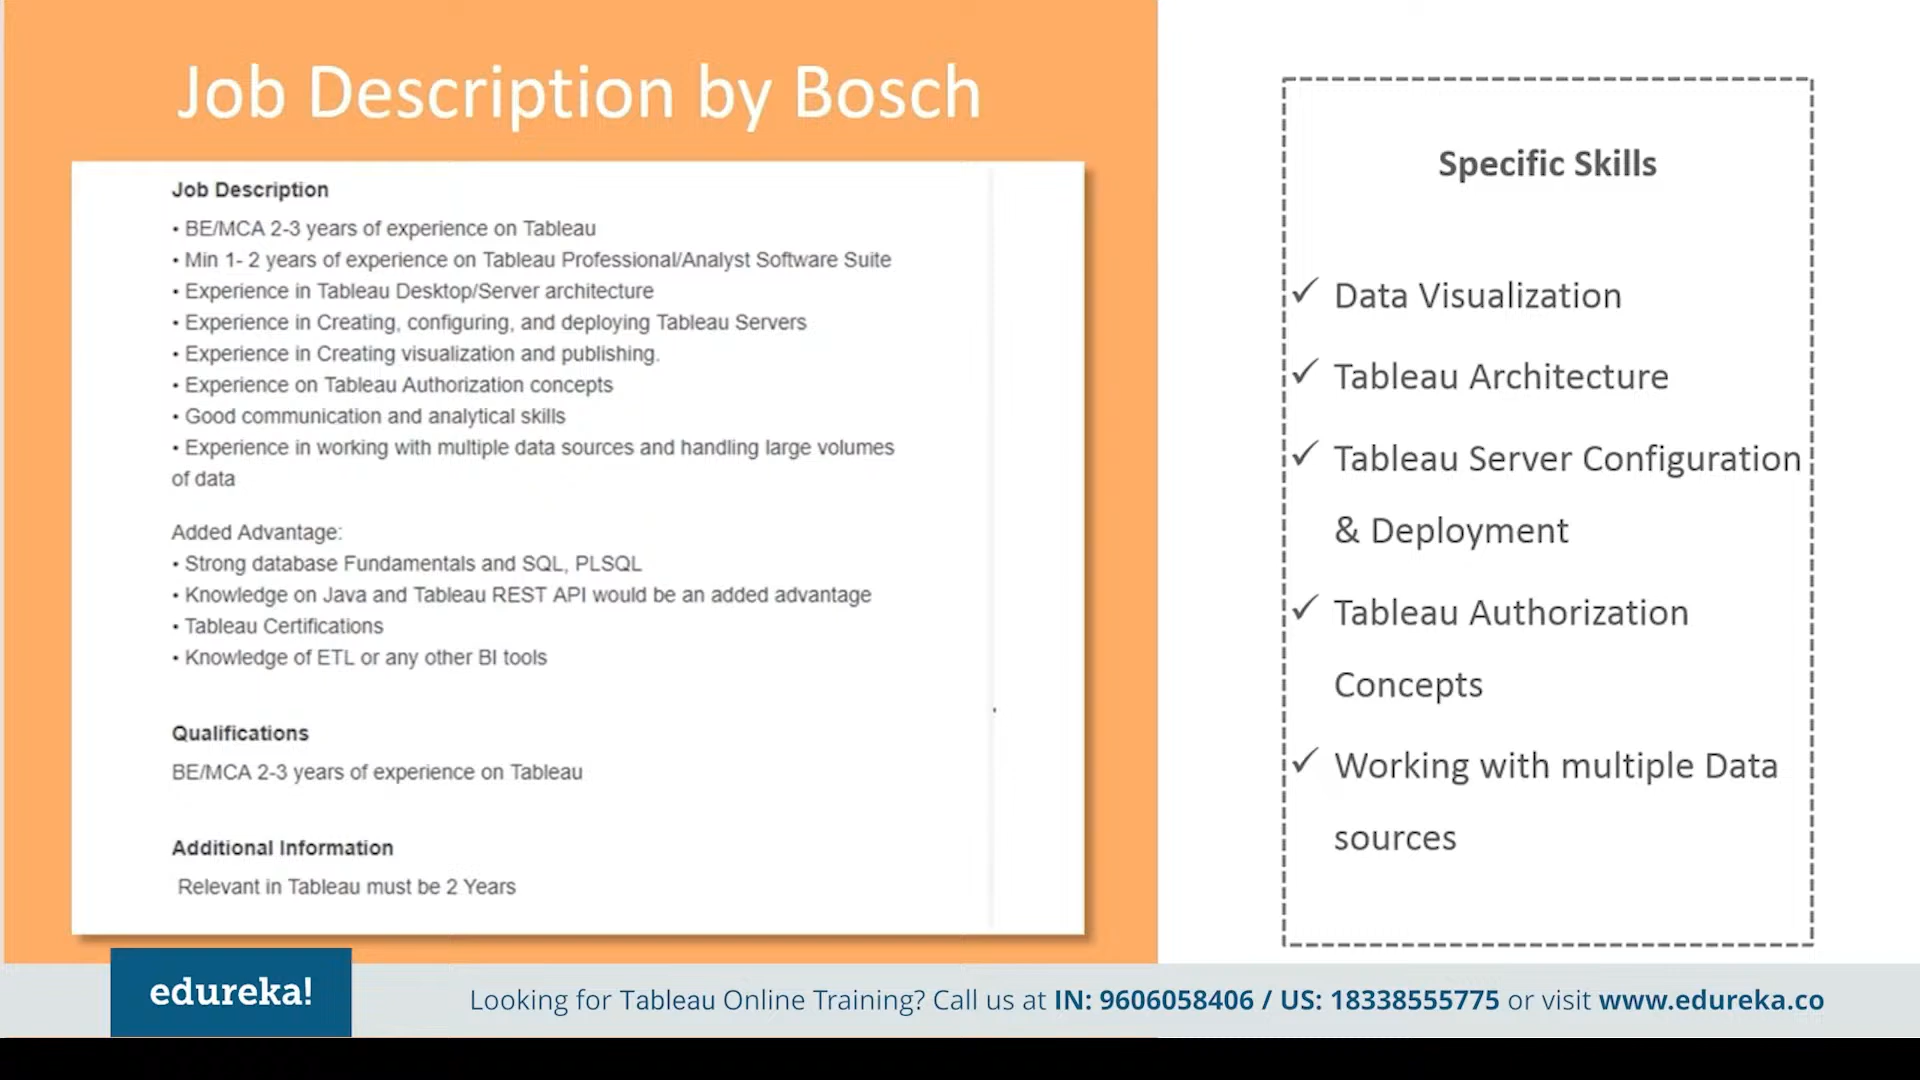 Job Description by Bosch
Job Description
• BE/MCA 2-3 years of experience on Tableau
• Min 1- 2 years of experience on Tableau Professional/Analyst Software Suite
• Experience in Tableau Desktop/Server architecture
• Experience in Creating, configuring, and deploying Tableau Servers
• Experience in Creating visualization and publishing.
• Experience on Tableau Authorization concepts
• Good communication and analytical skills
• Experience in working with multiple data sources and handling large volumes
of data
Added Advantage:
• Strong database Fundamentals and SQL, PLSQL
• Knowledge on Java and Tableau REST API would be an added advantage
• Tableau Certifications
• Knowledge of ETL or any other BI tools
Qualifications
BE/MCA 2-3 years of experience on Tableau
Additional Information
Relevant in Tableau must be 2 Years
Specific Skills
✓ Data Visualization
✓ Tableau Architecture
✓ Tableau Server Configuration
& Deployment
✓ Tableau Authorization
Concepts
✓ Working with multiple Data
sources
edureka!
Looking for Tableau Online Training? Call us at IN: 9606058406 / US: 18338555775 or visit www.edureka.co